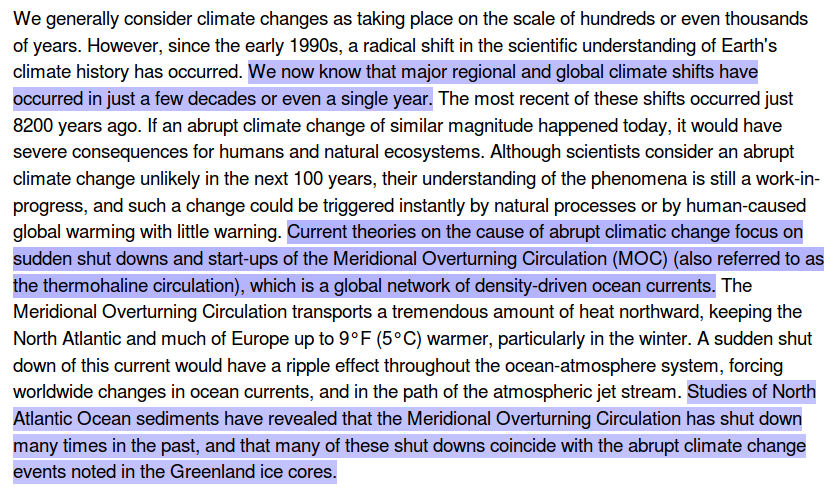 We generally consider climate changes as taking place on the scale of hundreds or even thousands
of years. However, since the early 1990s, a radical shift in the scientific understanding of Earth's
climate history has occurred. We now know that major regional and global climate shifts have
occurred in just a few decades or even a single year. The most recent of these shifts occurred just
8200 years ago. If an abrupt climate change of similar magnitude happened today, it would have
severe consequences for humans and natural ecosystems. Although scientists consider an abrupt
climate change unlikely in the next 100 years, their understanding of the phenomena is still a work-in-
progress, and such a change could be triggered instantly by natural processes or by human-caused
global warming with little warning. Current theories on the cause of abrupt climatic change focus on
sudden shut downs and start-ups of the Meridional Overturning Circulation (MOC) (also referred to as
the thermohaline circulation), which is a global network of density-driven ocean currents. The
Meridional Overturning Circulation transports a tremendous amount of heat northward, keeping the
North Atlantic and much of Europe up to 9°F (5°C) warmer, particularly in the winter. A sudden shut
down of this current would have a ripple effect throughout the ocean-atmosphere system, forcing
worldwide changes in ocean currents, and in the path of the atmospheric jet stream. Studies of North
Atlantic Ocean sediments have revealed that the Meridional Overturning Circulation has shut down
many times in the past, and that many of these shut downs coincide with the abrupt climate change
events noted in the Greenland ice cores.